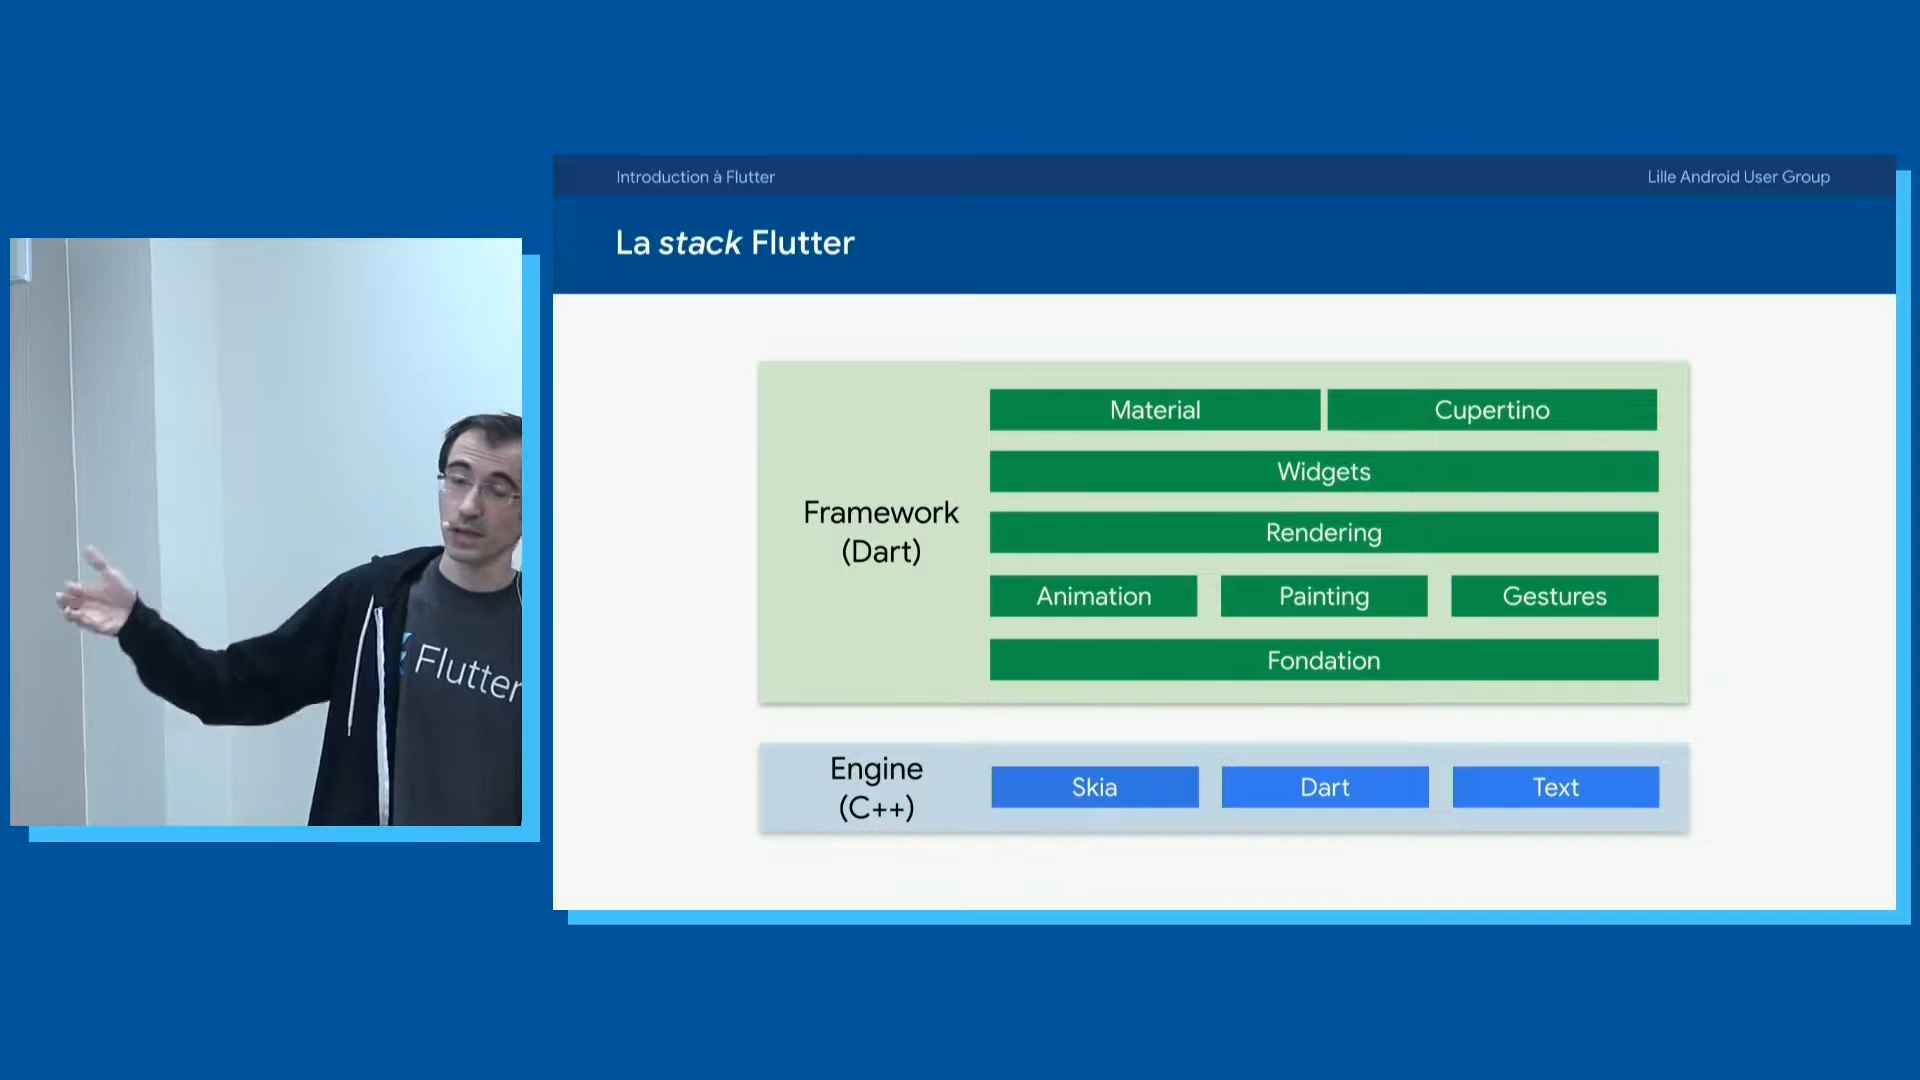 Introduction à Flutter
Lille Android User Group
La stack Flutter
Framework
(Dart)
Material
Cupertino
Widgets
Rendering
Animation
Painting
Gestures
Fondation
Engine
(C++)
Skia
Dart
Text
Flutter